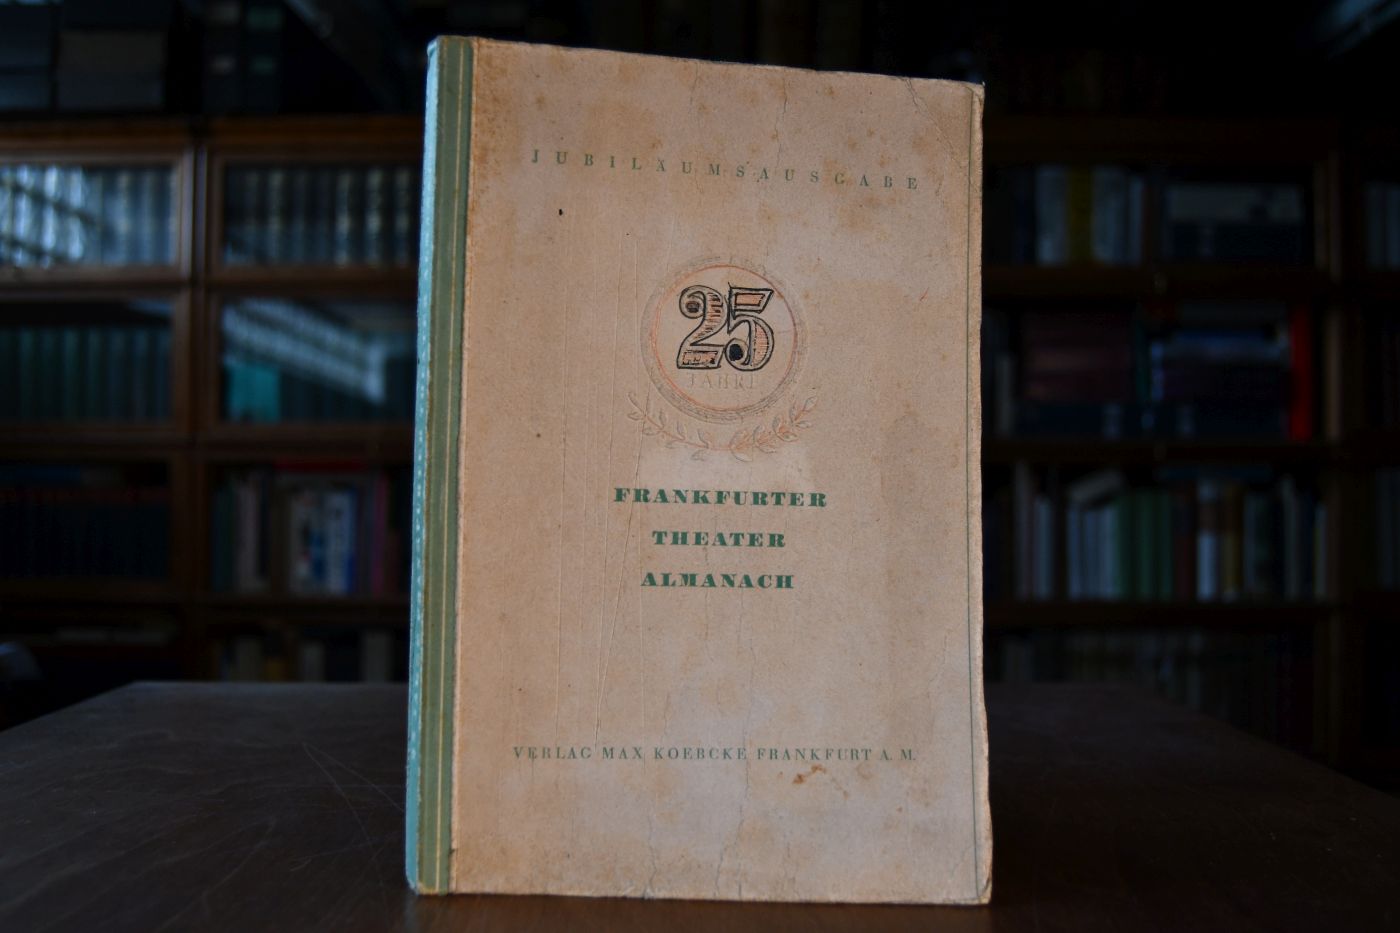 JUBILÄUMSAUSGABE
25
JAHRE
FRANKFURTER
THEATER
ALMANACH
VERLAG MAX KOEBCKE FRANKFURT A. M.